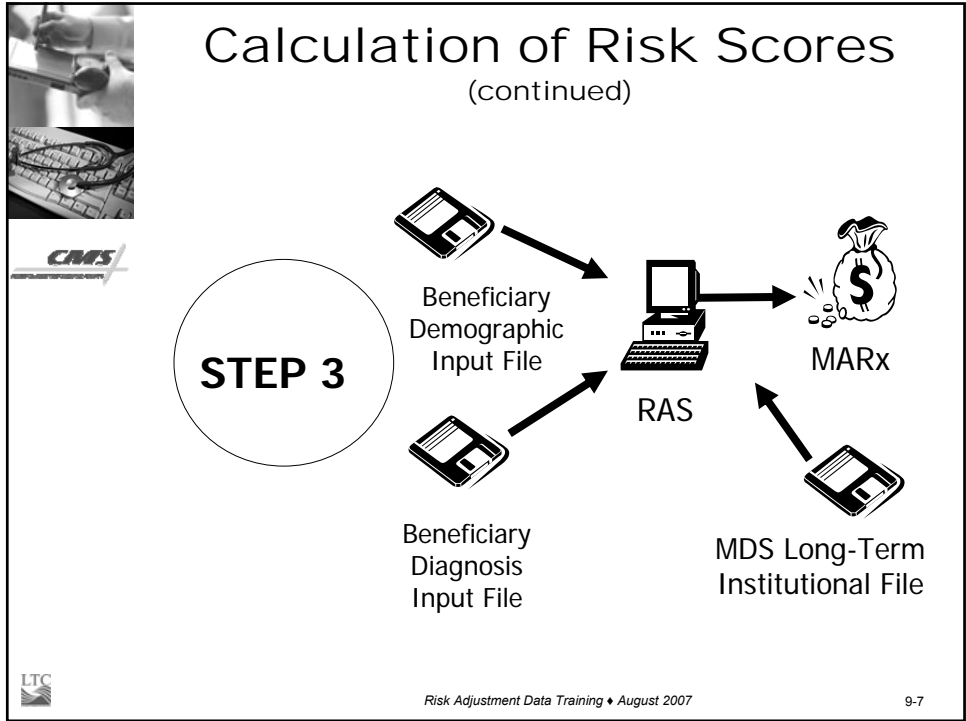 Calculation of Risk Scores
(continued)
CMS
STEP 3
Beneficiary
Demographic
Input File
$
MARx
RAS
Beneficiary
Diagnosis
Input File
MDS Long-Term
Institutional File
LTC
Risk Adjustment Data Training ♦ August 2007
9-7